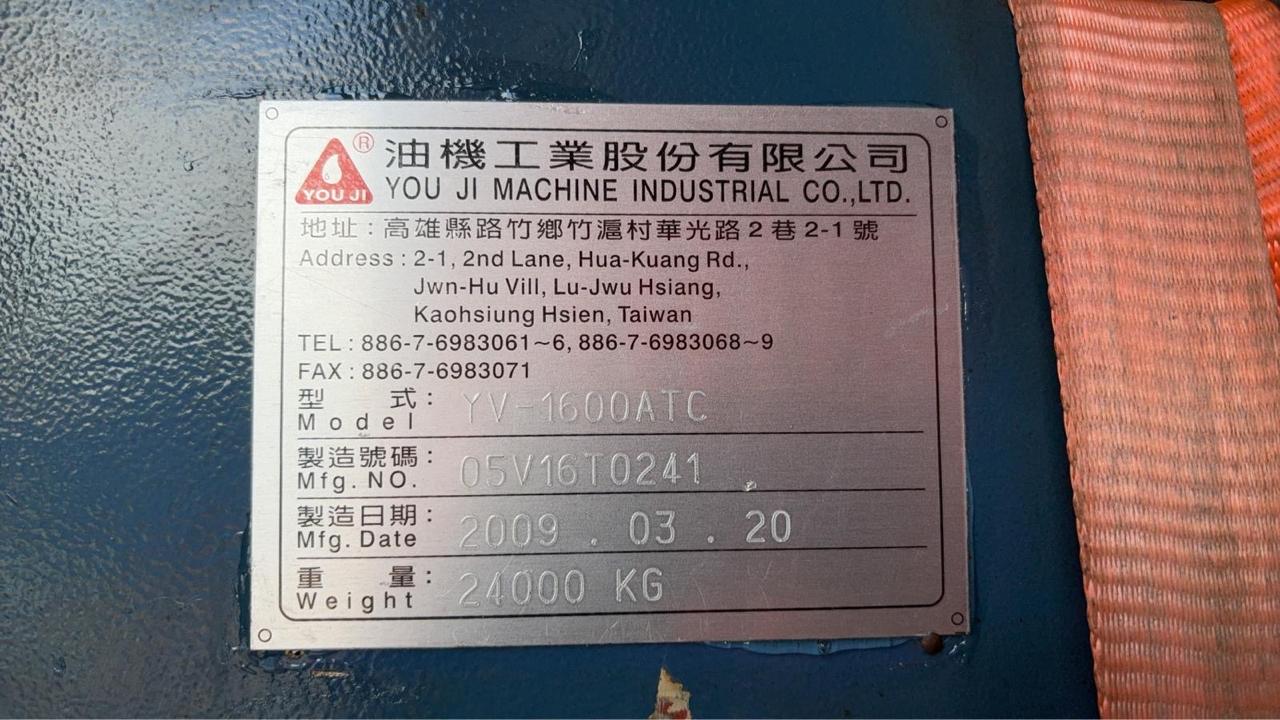 YOU JI ® 油機工業股份有限公司
YOU JI MACHINE INDUSTRIAL CO.,LTD.
地址：高雄縣路竹鄉竹滬村華光路2巷2-1號
Address : 2-1, 2nd Lane, Hua-Kuang Rd.,
Jwn-Hu Vill, Lu-Jwu Hsiang,
Kaohsiung Hsien, Taiwan
TEL : 886-7-6983061~6, 886-7-6983068~9
FAX : 886-7-6983071
型式：
Model YV-1600ATC
製造號碼：
Mfg. NO. 05V16T0241
製造日期：
Mfg. Date 2009 . 03 . 20
重量：
Weight 24000 KG